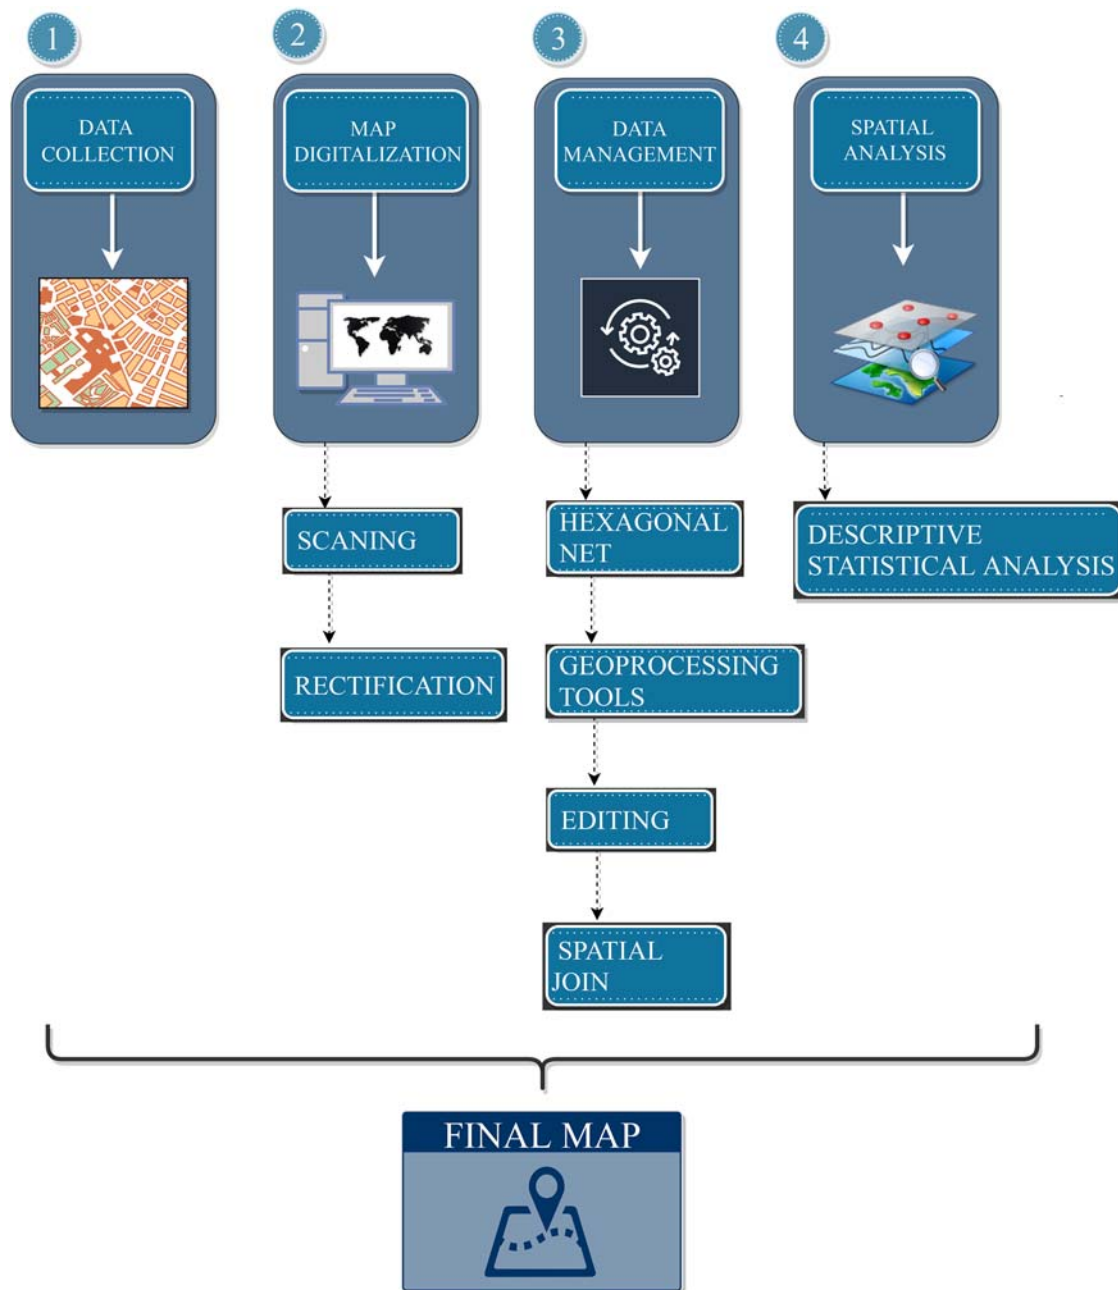 1
2
3
4
DATA
COLLECTION
MAP
DIGITALIZATION
DATA
MANAGEMENT
SPATIAL
ANALYSIS
SCANING
RECTIFICATION
HEXAGONAL
NET
GEOPROCESSING
TOOLS
EDITING
SPATIAL
JOIN
DESCRIPTIVE
STATISTICAL ANALYSIS
FINAL MAP